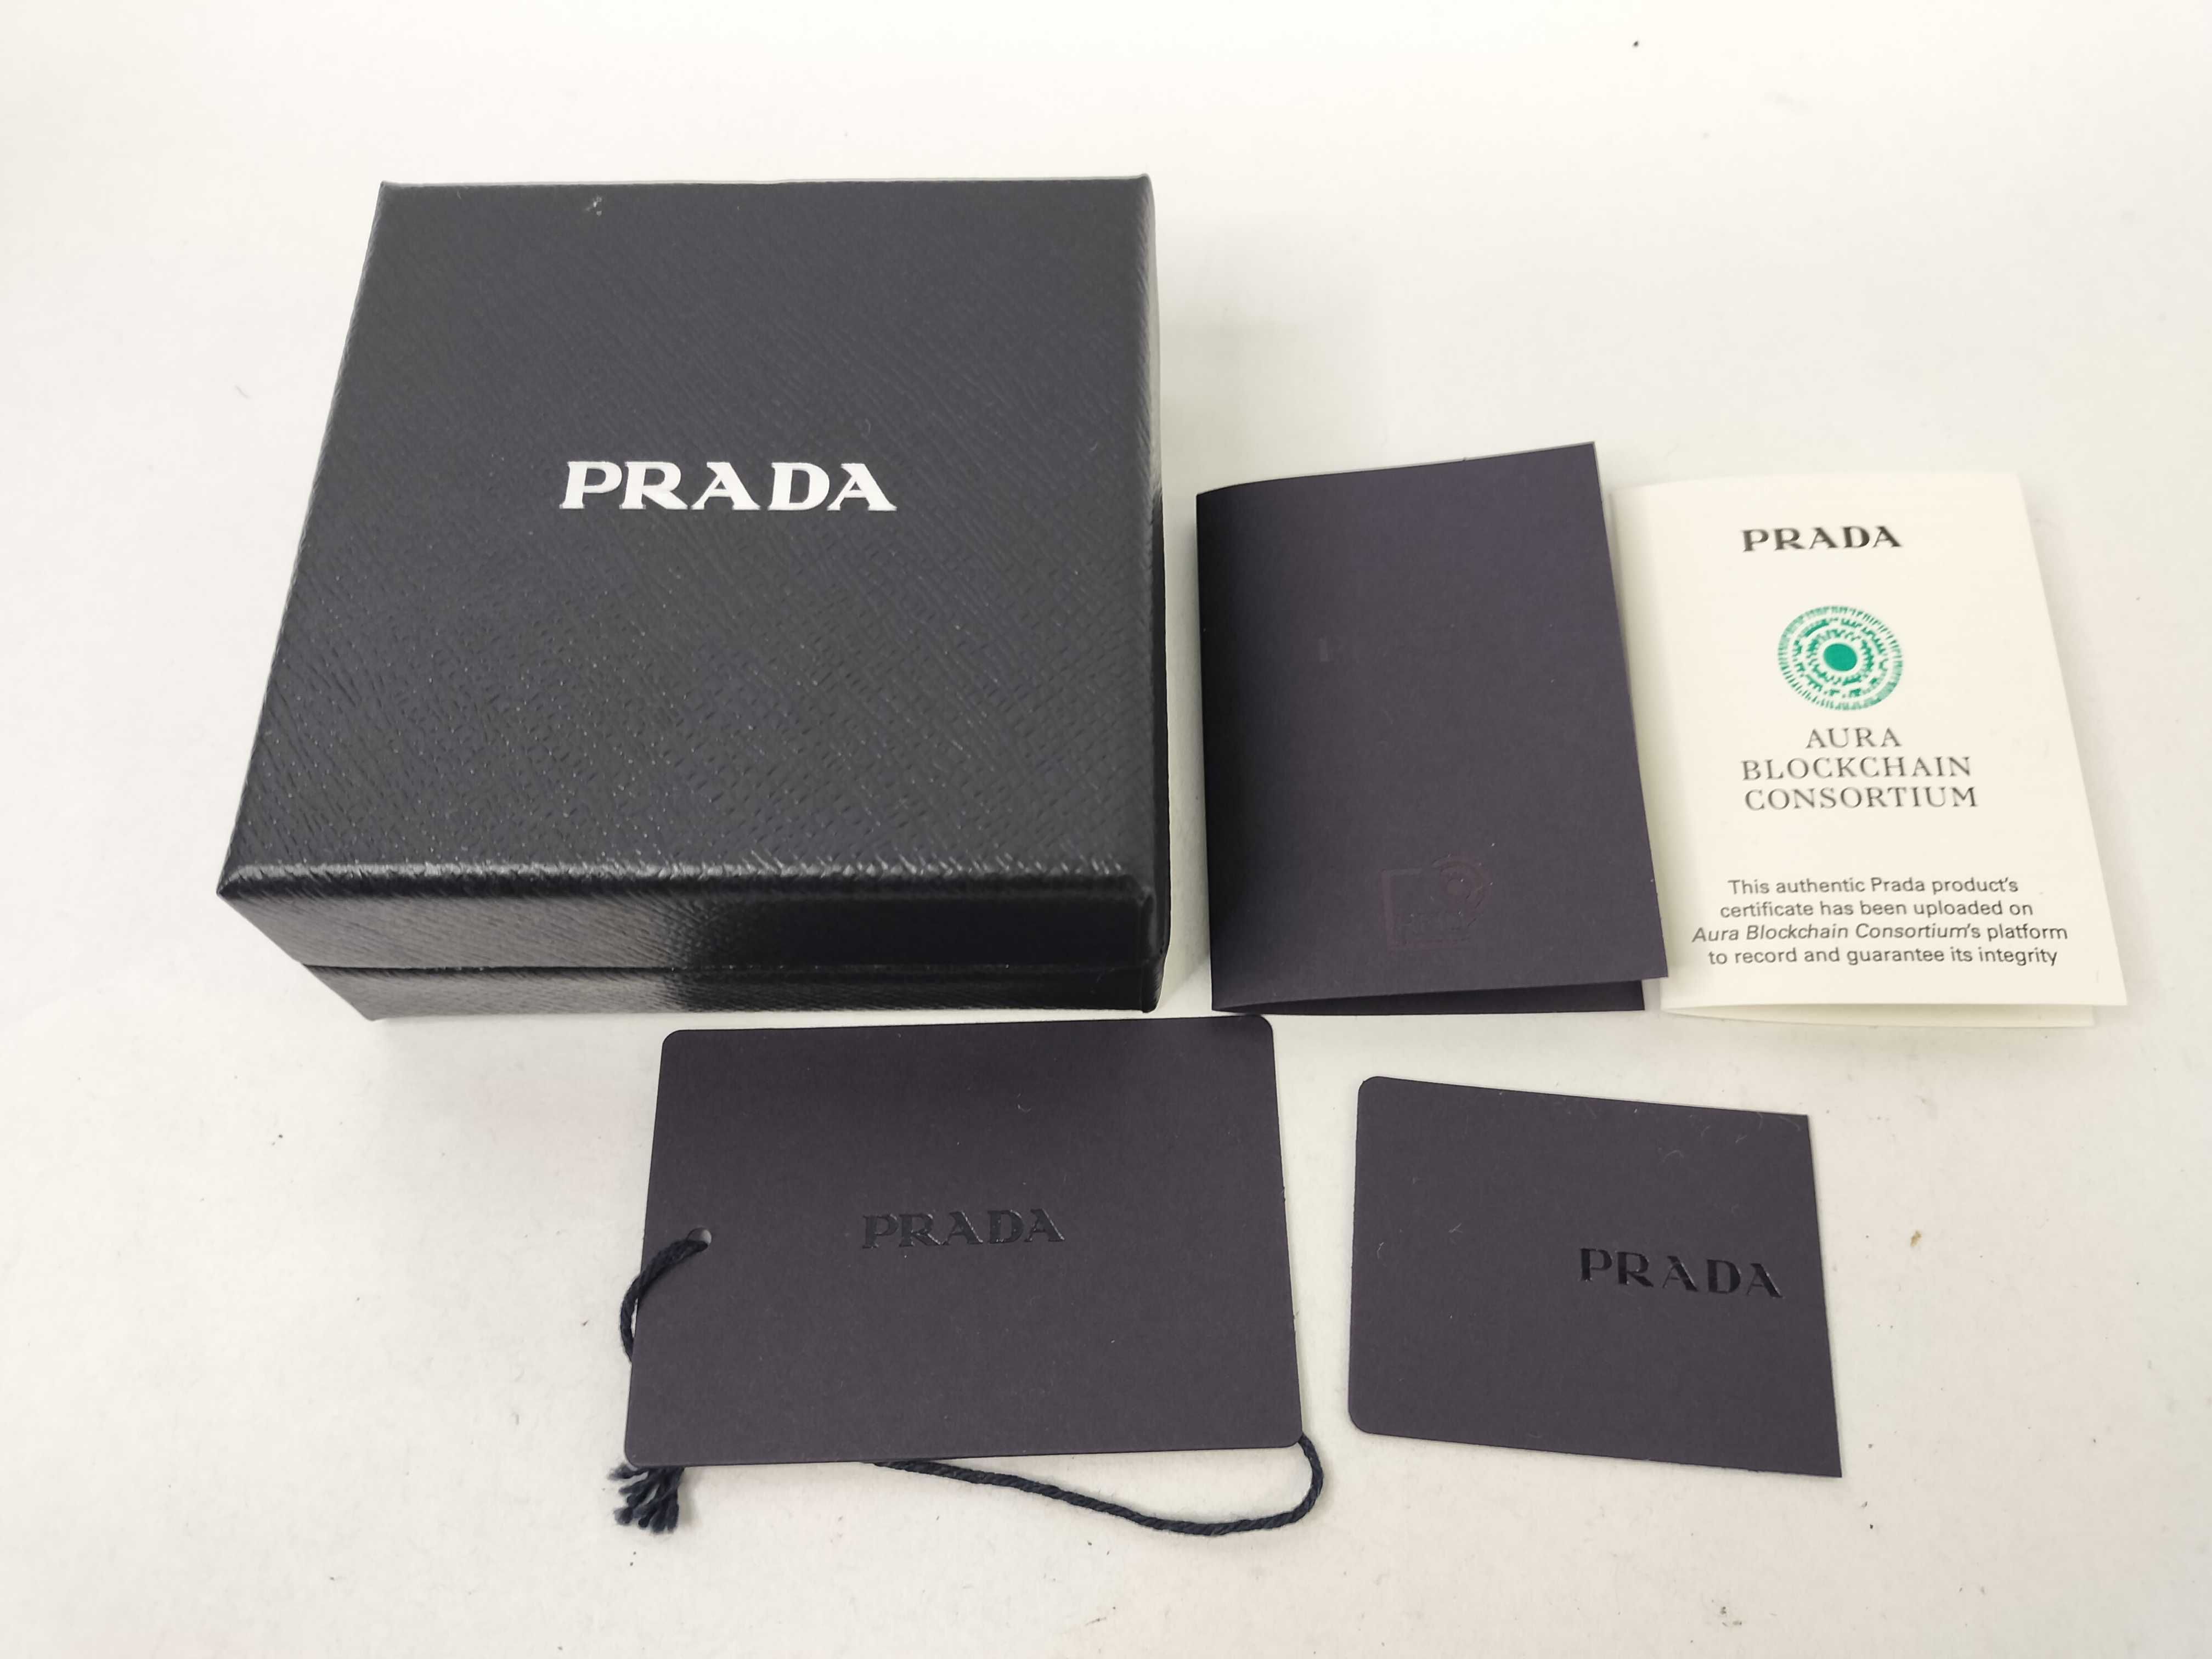 PRADA
PRADA
AURA
BLOCKCHAIN
CONSORTIUM
This authentic Prada product's
certificate has been uploaded on
Aura Blockchain Consortium's platform
to record and guarantee its integrity
PRADA
PRADA